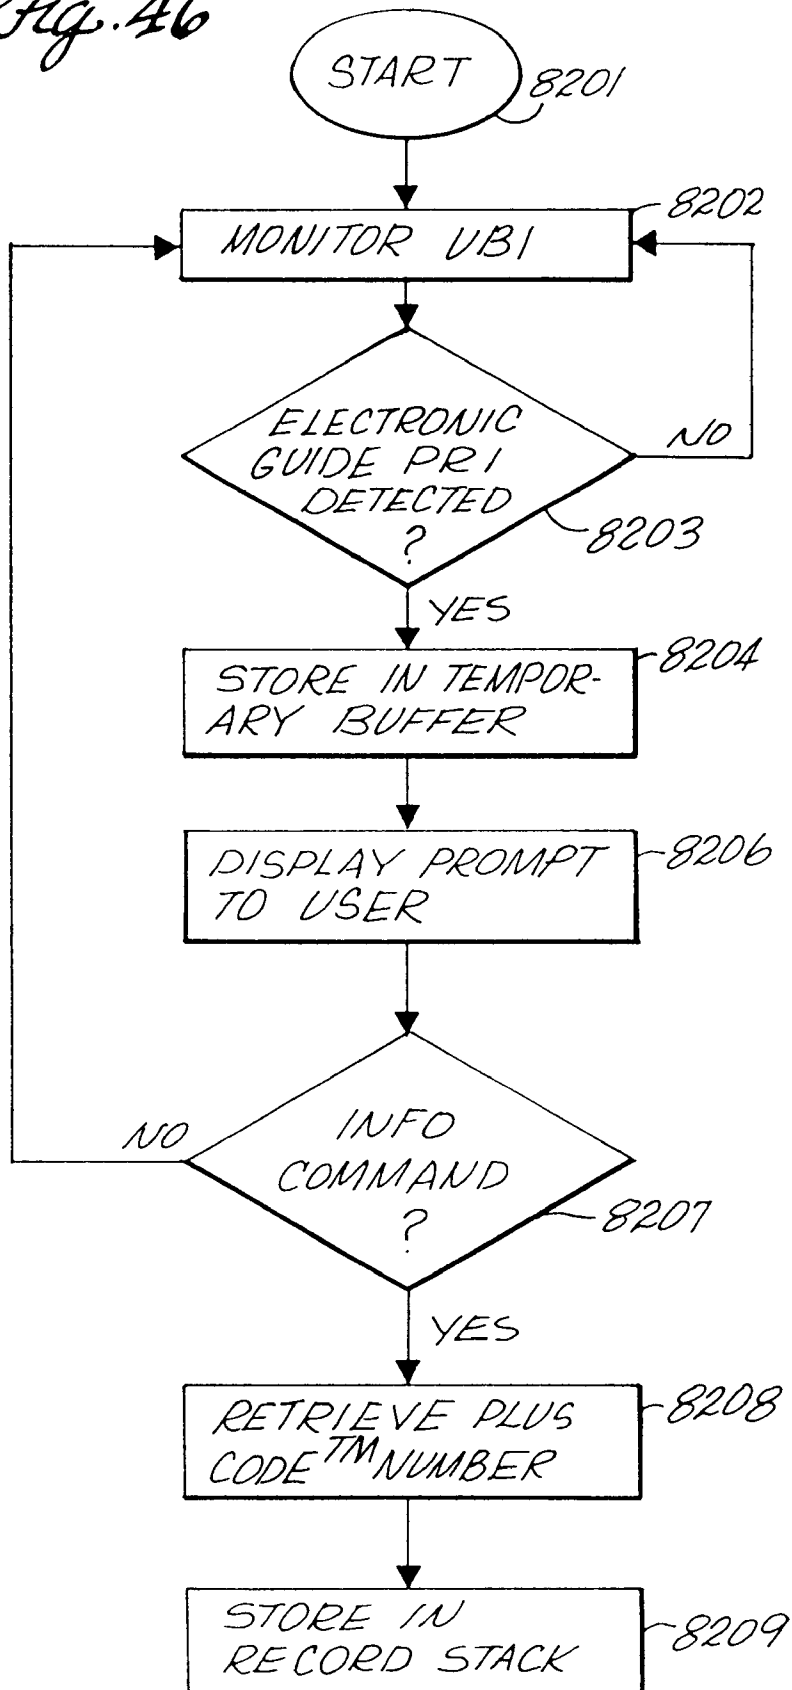 Fig. 46
START
8201
8202
MONITOR UBI
ELECTRONIC
GUIDE PRI
DETECTED
?
NO
8203
YES
8204
STORE IN TEMPOR-
ARY BUFFER
8206
DISPLAY PROMPT
TO USER
NO
INFO
COMMAND
?
8207
YES
8208
RETRIEVE PLUS
CODE™ NUMBER
STORE IN
RECORD STACK
8209